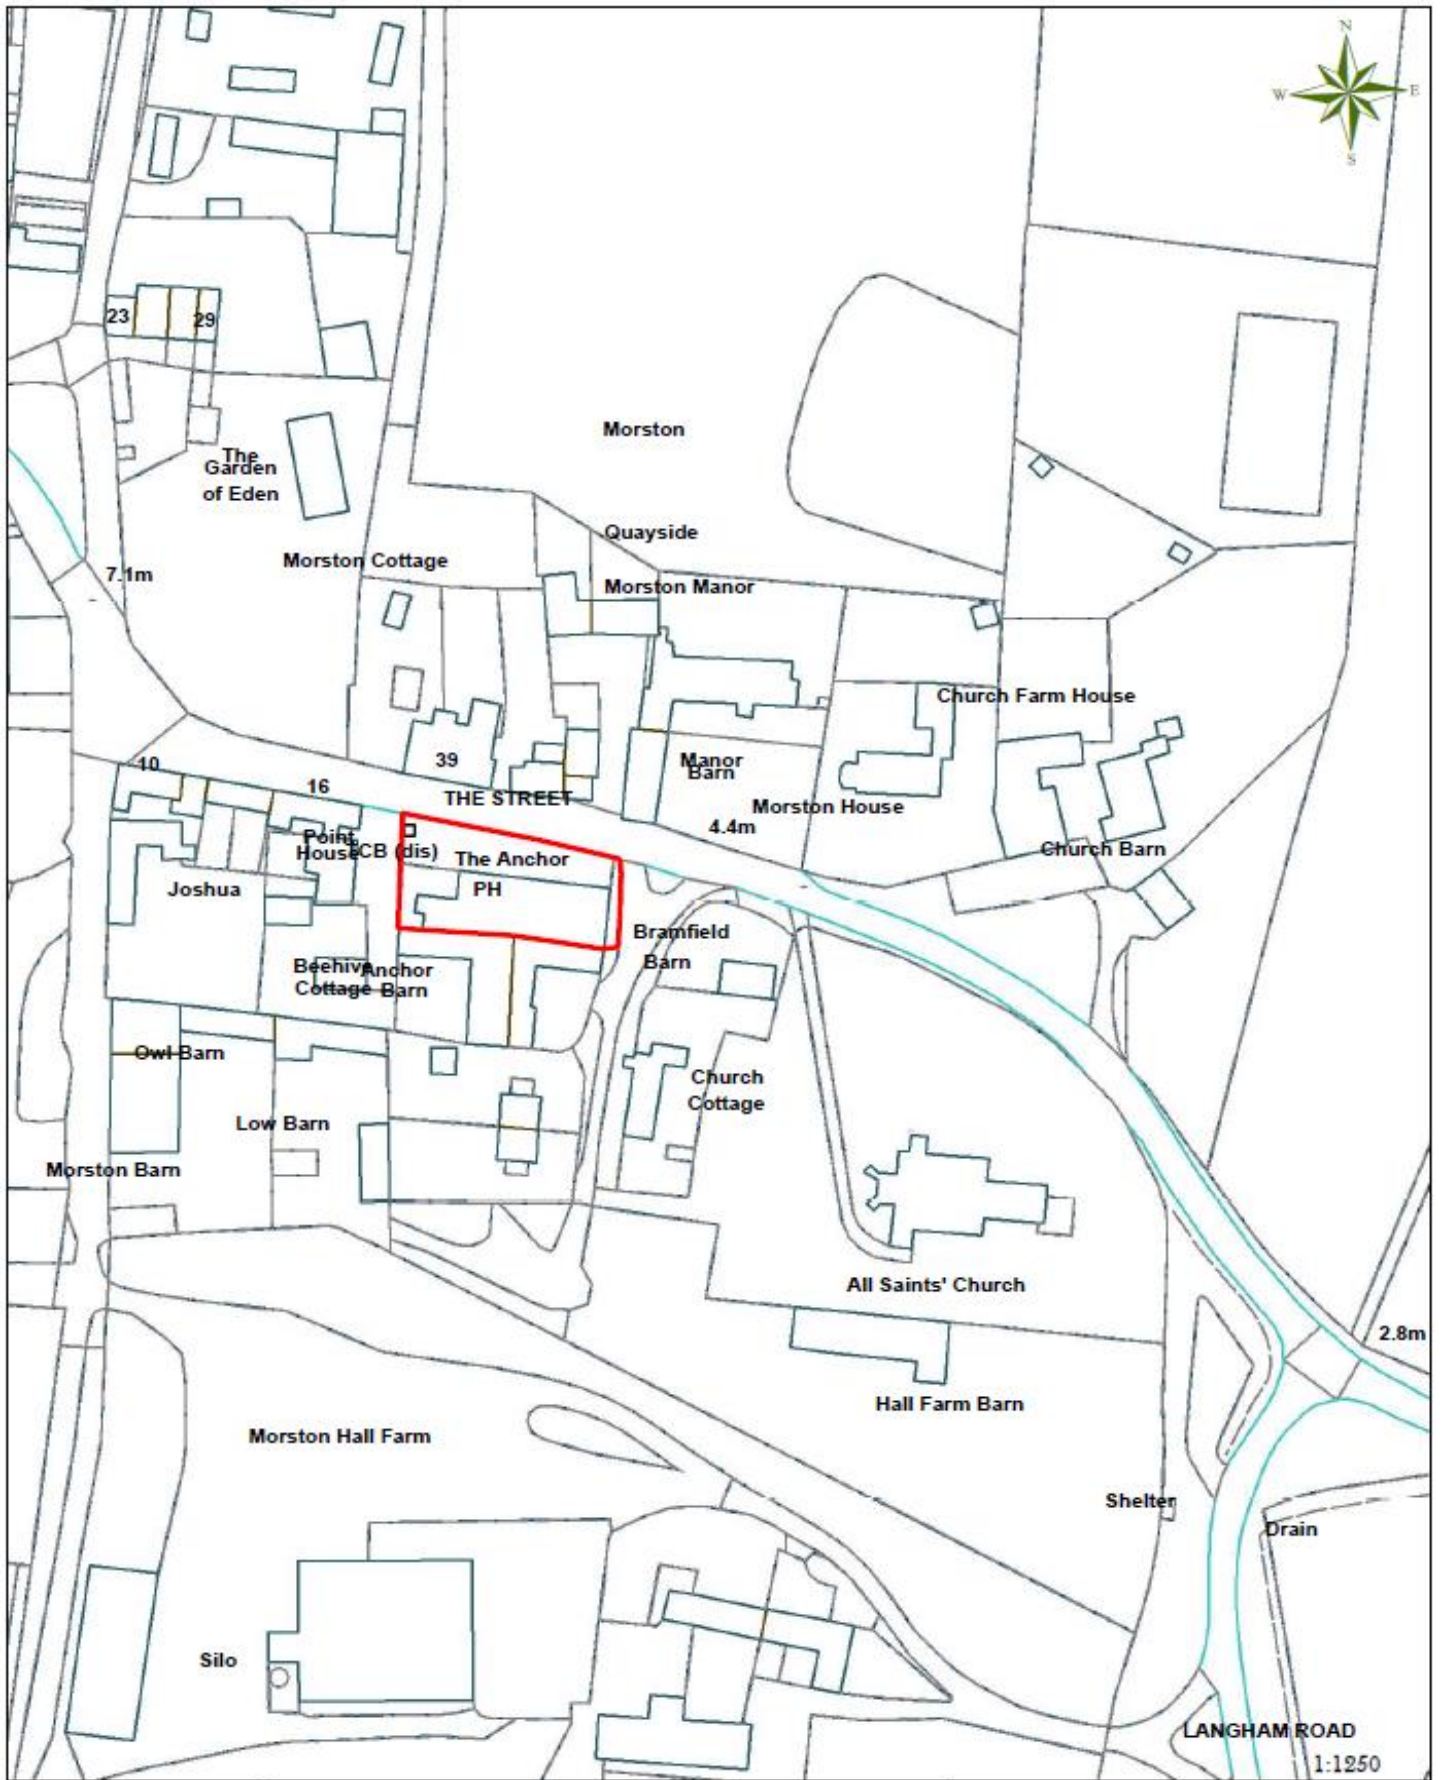 N
W E
S
23 29
Morston
The
Garden
of Eden
Quayside
Morston Cottage
7.1m
Morston Manor
Church Farm House
10
39
Manor
Barn
16
THE STREET
Morston House
4.4m
Point
House
TCB (dis)
Church Barn
The Anchor
PH
Joshua
Bramfield
Barn
Beehive
Cottage
Anchor
Barn
Owl Barn
Church
Cottage
Low Barn
Morston Barn
All Saints' Church
2.8m
Hall Farm Barn
Morston Hall Farm
Shelter
Drain
Silo
LANGHAM ROAD
1:1250